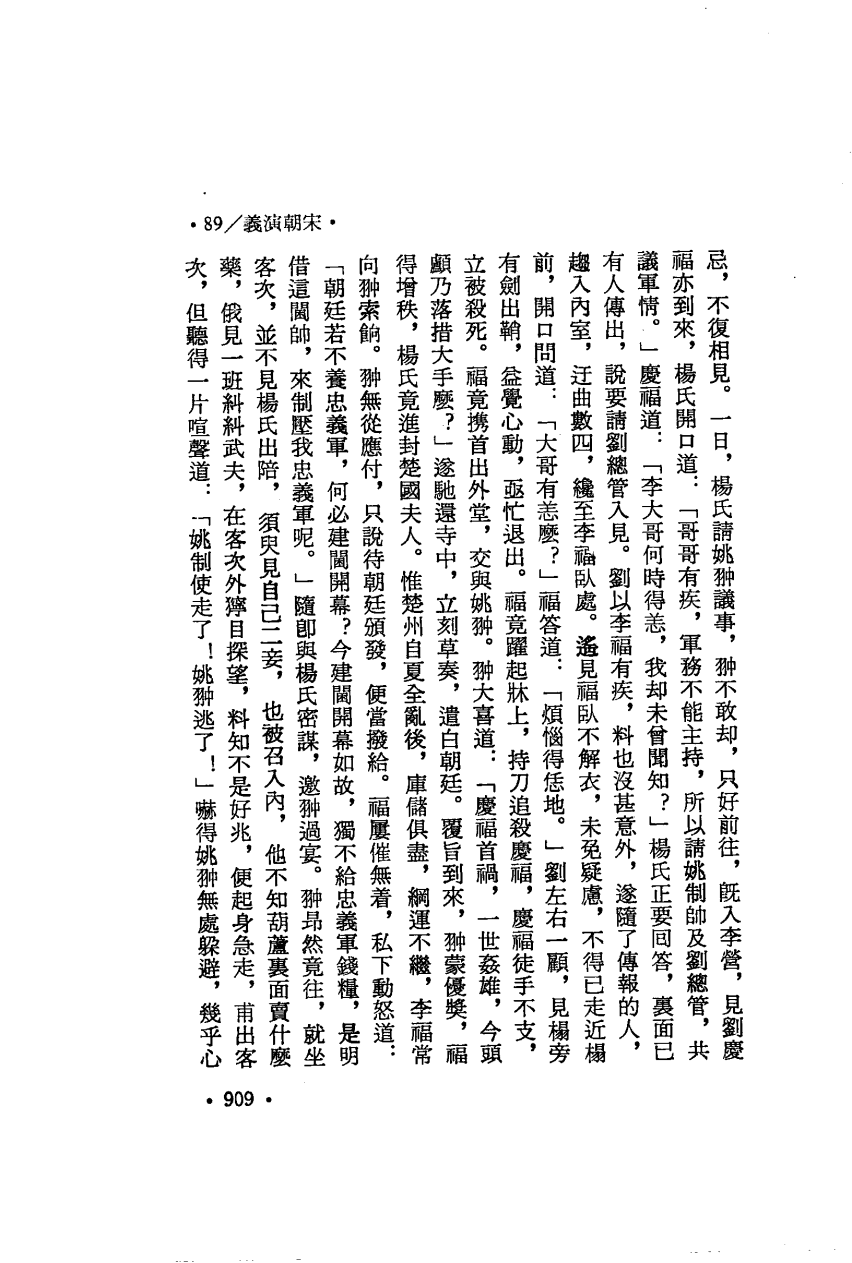 •89／義演朝宋•
忌，不復相見。一日，楊氏請姚翀議事，翀不敢却，只好前往，旣入李營，見劉慶
福亦到來，楊氏開口道：「哥哥有疾，軍務不能主持，所以請姚制帥及劉總管，共
議軍情。」慶福道：「李大哥何時得恙，我却未曾聞知？」楊氏正要回答，裏面已
有人傳出，說要請劉總管入見。劉以李福有疾，料也沒甚意外，遂隨了傳報的人，
趨入內室，迂曲數四，纔至李福臥處。遙見福臥不解衣，未免疑慮，不得已走近榻
前，開口問道：「大哥有恙麼？」福答道：「煩惱得恁地。」劉左右一顧，見榻旁
有劍出鞘，益覺心動，亟忙退出。福竟躍起牀上，持刀追殺慶福，慶福徒手不支，
立被殺死。福竟携首出外堂，交與姚翀。翀大喜道：「慶福首禍，一世姦雄，今頭
顱乃落措大手麼？」遂馳還寺中，立刻草奏，遣白朝廷。覆旨到來，翀蒙優獎，福
得增秩，楊氏竟進封楚國夫人。惟楚州自夏全亂後，庫儲俱盡，綱運不繼，李福常
向翀索餉。翀無從應付，只說待朝廷頒發，便當撥給。福屢催無着，私下動怒道：
「朝廷若不養忠義軍，何必建閫開幕？今建閫開幕如故，獨不給忠義軍錢糧，是明
借這閫帥，來制壓我忠義軍呢。」隨卽與楊氏密謀，邀翀過宴。翀昂然竟往，就坐
客次，並不見楊氏出陪，須臾見自己二妾，也被召入內，他不知葫蘆裏面賣什麼
藥，俄見一班糾糾武夫，在客次外獰目探望，料知不是好兆，便起身急走，甫出客
次，但聽得一片喧聲道：「姚制使走了！姚翀逃了！」嚇得姚翀無處躱避，幾乎心
•909•